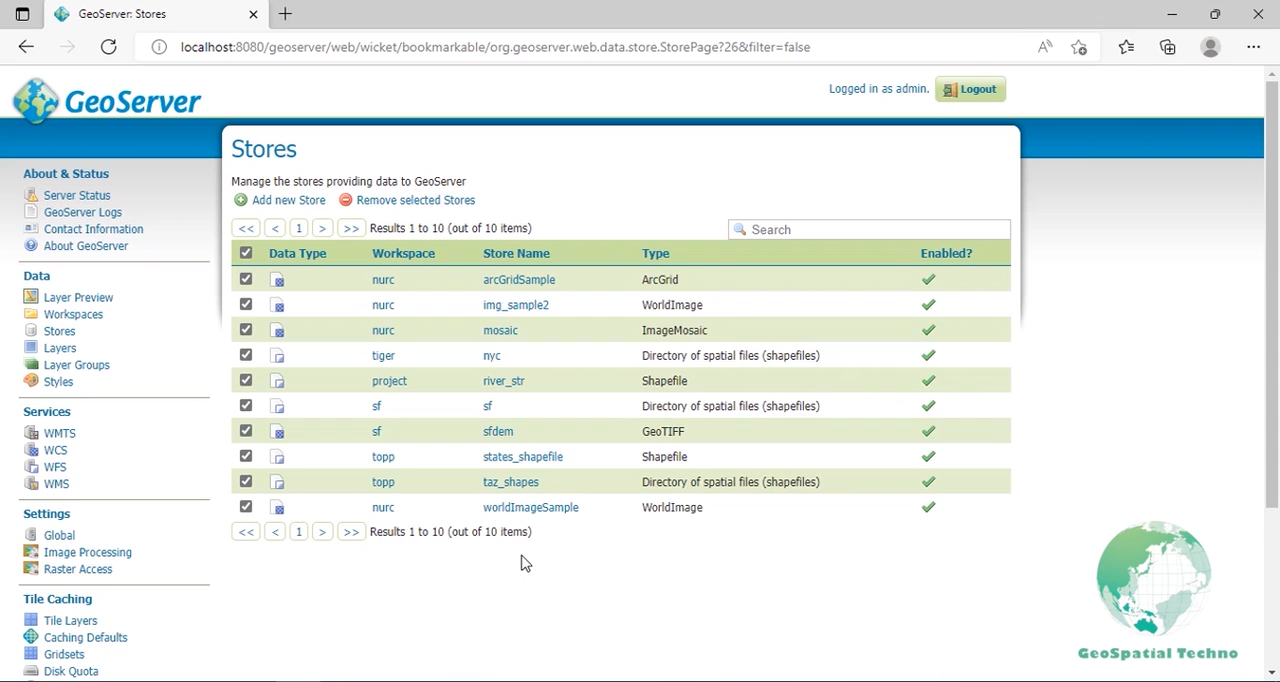 GeoServer: Stores
localhost:8080/geoserver/web/wicket/bookmarkable/org.geoserver.web.data.store.StorePage?26&filter=false
GeoServer
Logged in as admin. Logout
About & Status
Server Status
GeoServer Logs
Contact Information
About GeoServer
Data
Layer Preview
Workspaces
Stores
Layers
Layer Groups
Styles
Services
WMTS
WCS
WFS
WMS
Settings
Global
Image Processing
Raster Access
Tile Caching
Tile Layers
Caching Defaults
Gridsets
Disk Quota
Stores
Manage the stores providing data to GeoServer
Add new Store Remove selected Stores
<< < 1 > >> Results 1 to 10 (out of 10 items) Search
Data Type Workspace Store Name Type Enabled?
nurc arcGridSample ArcGrid
nurc img_sample2 WorldImage
nurc mosaic ImageMosaic
tiger nyc Directory of spatial files (shapefiles)
project river_str Shapefile
sf sf Directory of spatial files (shapefiles)
sf sfdem GeoTIFF
topp states_shapefile Shapefile
topp taz_shapes Directory of spatial files (shapefiles)
nurc worldImageSample WorldImage
<< < 1 > >> Results 1 to 10 (out of 10 items)
GeoSpatial Techno